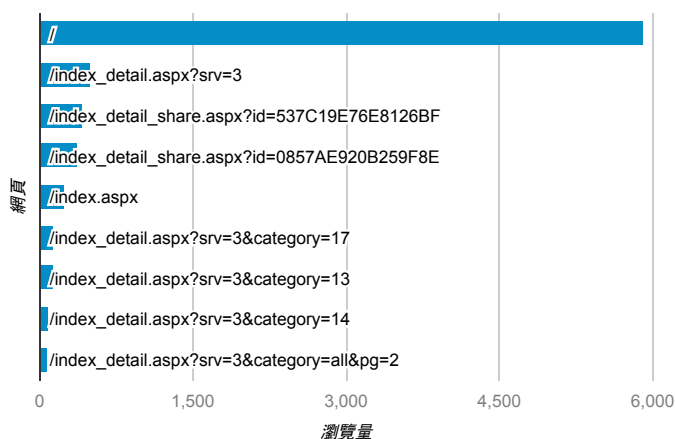 /
/index_detail.aspx?srv=3
/index_detail_share.aspx?id=537C19E76E8126BF
/index_detail_share.aspx?id=0857AE920B259F8E
/index.aspx
/index_detail.aspx?srv=3&category=17
/index_detail.aspx?srv=3&category=13
/index_detail.aspx?srv=3&category=14
/index_detail.aspx?srv=3&category=all&pg=2
網頁
0 1,500 3,000 4,500 6,000
瀏覽量